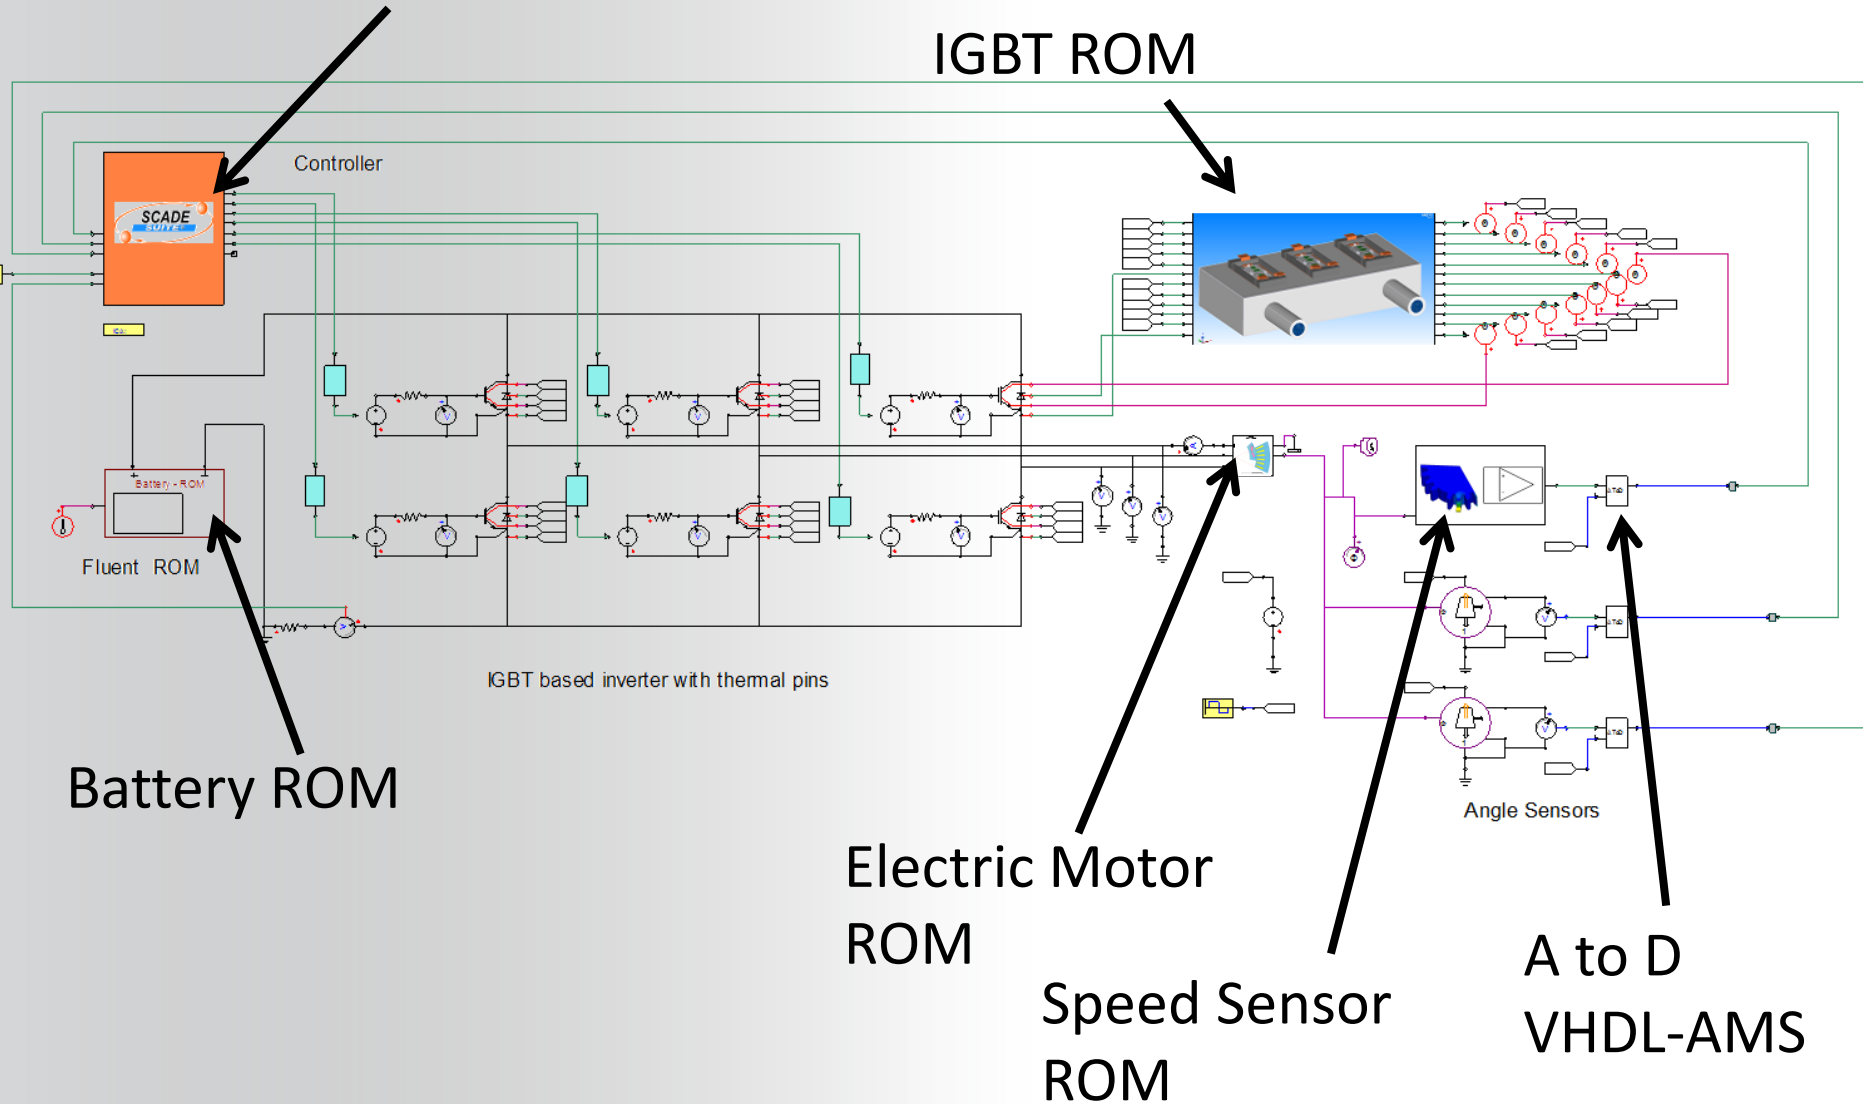 IGBT ROM
Controller
SCADE
SUITE
Battery - ROM
Fluent ROM
IGBT based inverter with thermal pins
Battery ROM
Angle Sensors
Electric Motor
ROM
Speed Sensor
ROM
A to D
VHDL-AMS